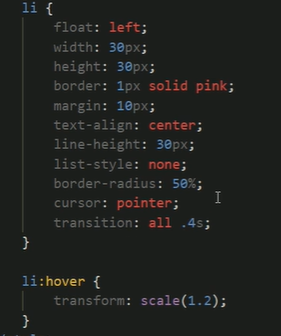 li {
float: left;
width: 30px;
height: 30px;
border: 1px solid pink;
margin: 10px;
text-align: center;
line-height: 30px;
list-style: none;
border-radius: 50%;
cursor: pointer;
transition: all .4s;
}
li:hover {
transform: scale(1.2);
}